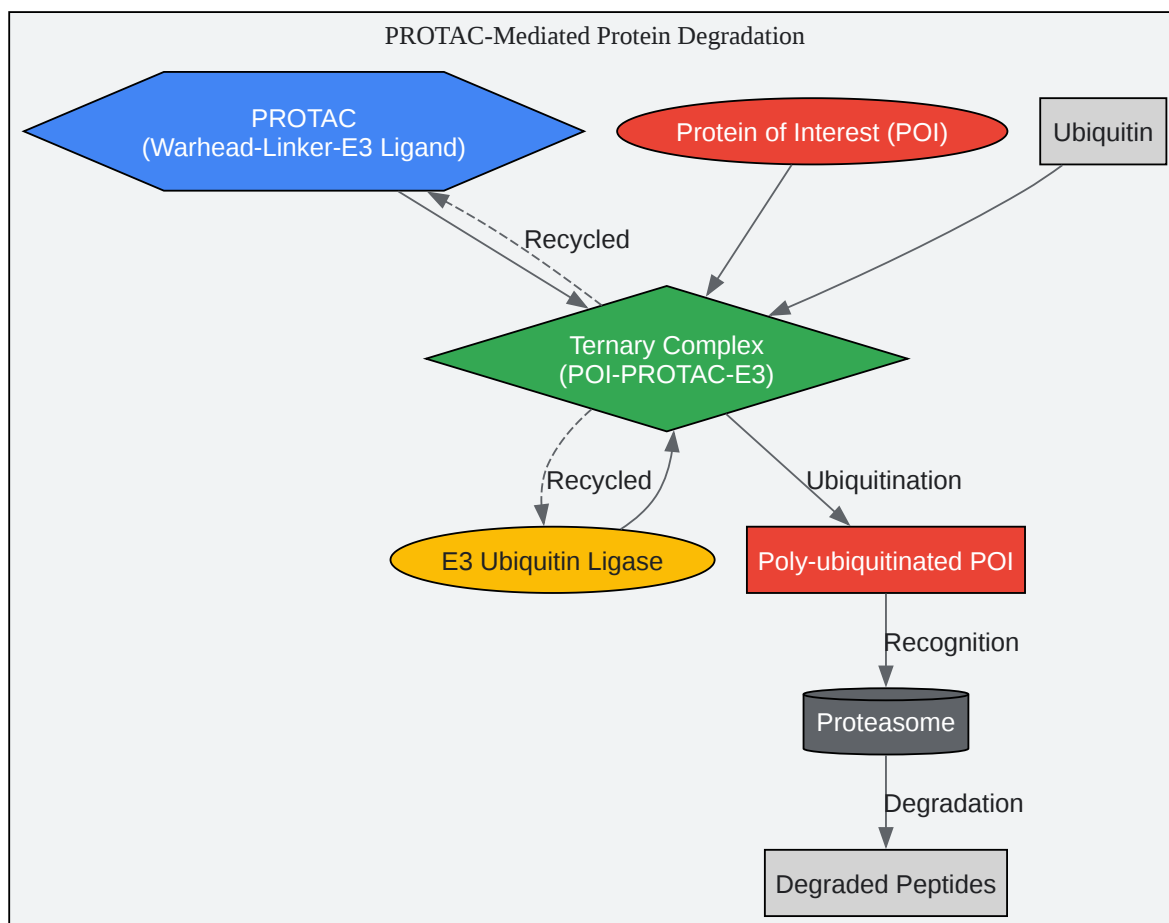 PROTAC-Mediated Protein Degradation
PROTAC
(Warhead-Linker-E3 Ligand)
Protein of Interest (POI)
Ubiquitin
Recycled
Ternary Complex
(POI-PROTAC-E3)
Recycled
Ubiquitination
E3 Ubiquitin Ligase
Poly-ubiquitinated POI
Recognition
Proteasome
Degradation
Degraded Peptides